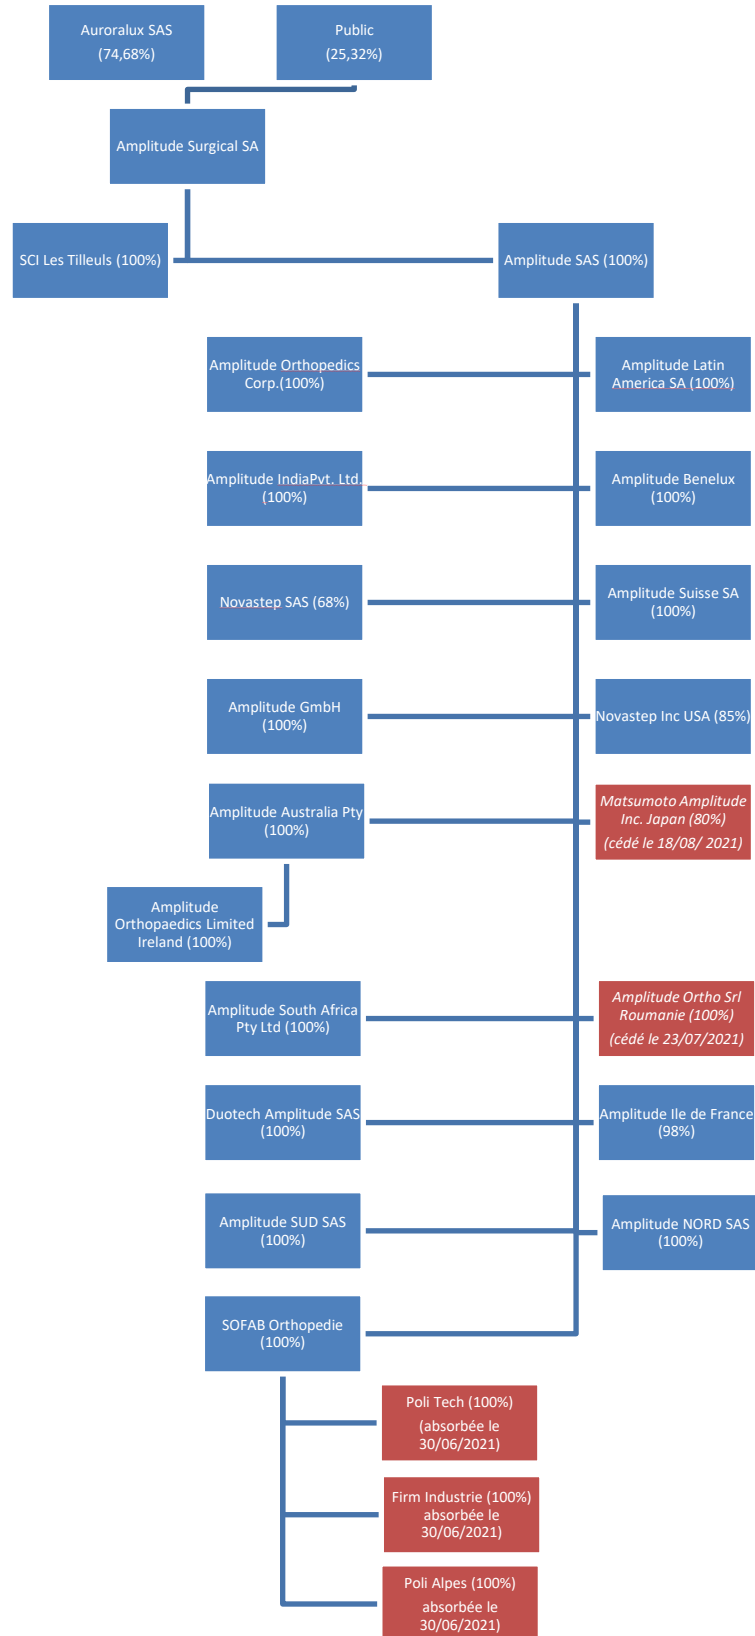 Auroralux SAS
(74,68%)
Public
(25,32%)
Amplitude Surgical SA
SCI Les Tilleuls (100%)
Amplitude SAS (100%)
Amplitude Orthopedics
Corp.(100%)
Amplitude Latin
America SA (100%)
Amplitude IndiaPvt. Ltd.
(100%)
Amplitude Benelux
(100%)
Novastep SAS (68%)
Amplitude Suisse SA
(100%)
Amplitude GmbH
(100%)
Novastep Inc USA (85%)
Amplitude Australia Pty
(100%)
Matsumoto Amplitude
Inc. Japan (80%)
(cédé le 18/08/ 2021)
Amplitude
Orthopaedics Limited
Ireland (100%)
Amplitude South Africa
Pty Ltd (100%)
Amplitude Ortho Srl
Roumanie (100%)
(cédé le 23/07/2021)
Duotech Amplitude SAS
(100%)
Amplitude Ile de France
(98%)
Amplitude SUD SAS
(100%)
Amplitude NORD SAS
(100%)
SOFAB Orthopedie
(100%)
Poli Tech (100%)
(absorbée le
30/06/2021)
Firm Industrie (100%)
absorbée le
30/06/2021)
Poli Alpes (100%)
absorbée le
30/06/2021)